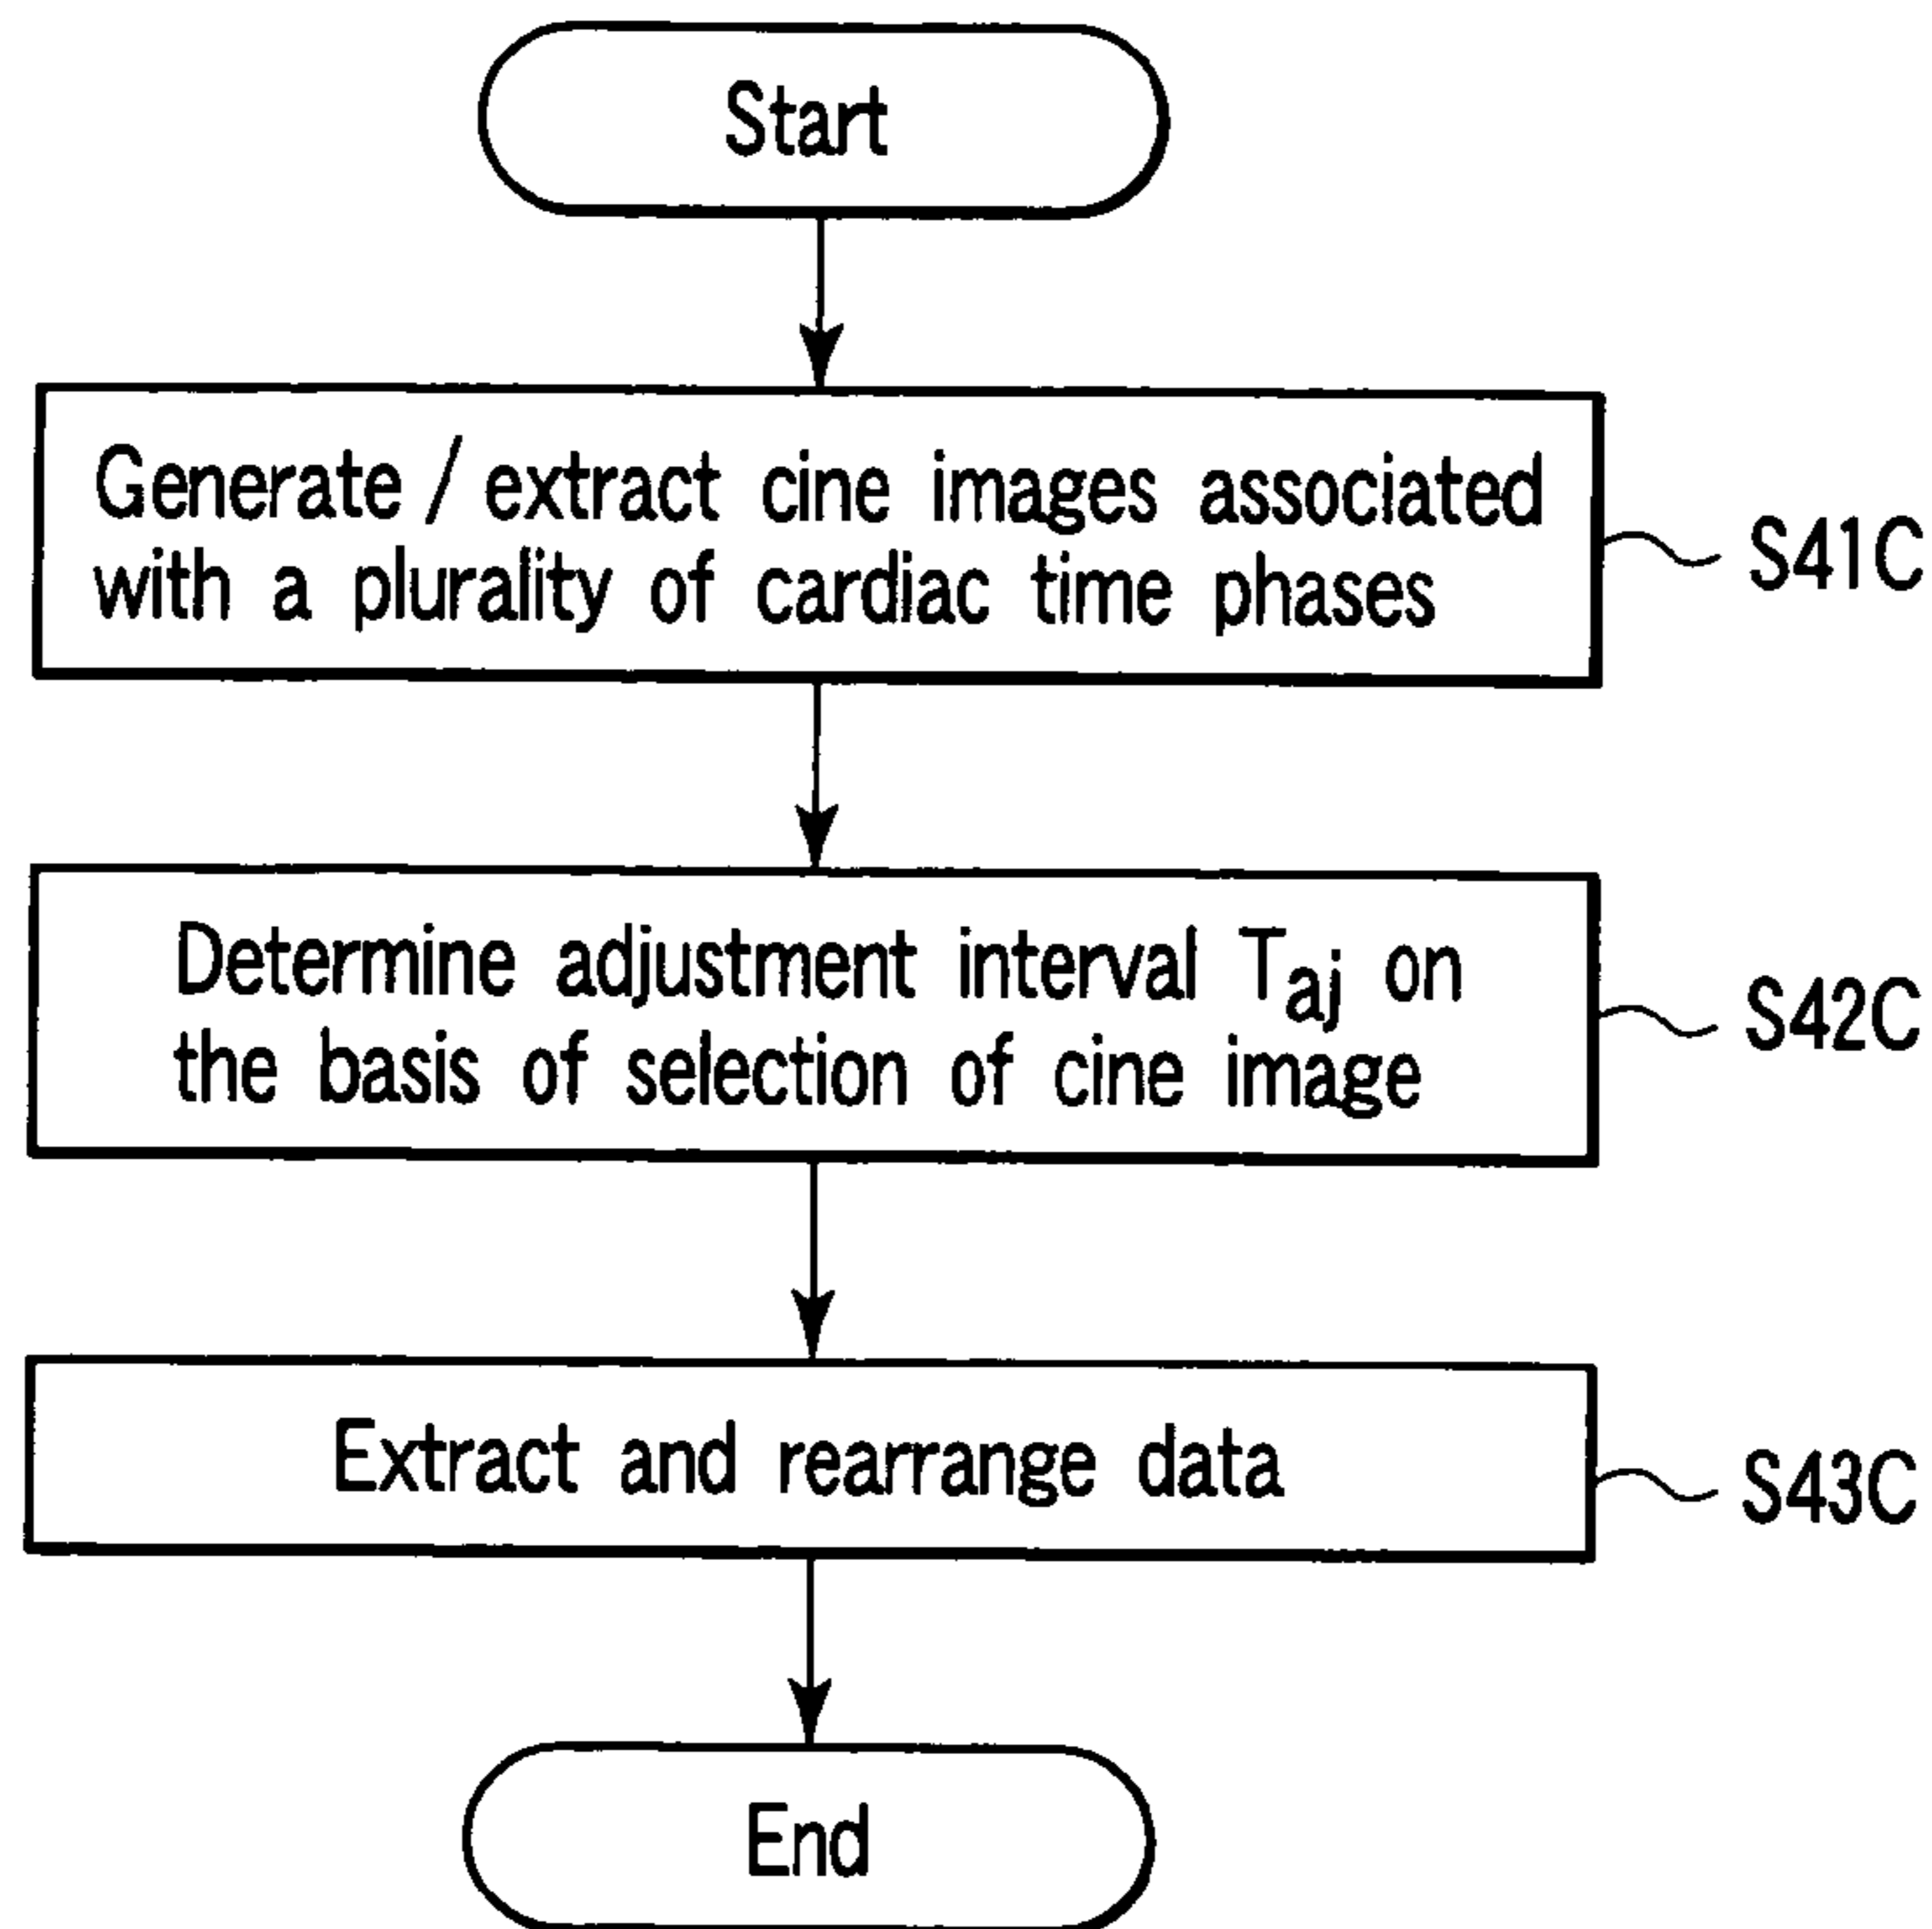 Start
Generate / extract cine images associated
with a plurality of cardiac time phases
S41C
Determine adjustment interval Taj on
the basis of selection of cine image
S42C
Extract and rearrange data
S43C
End